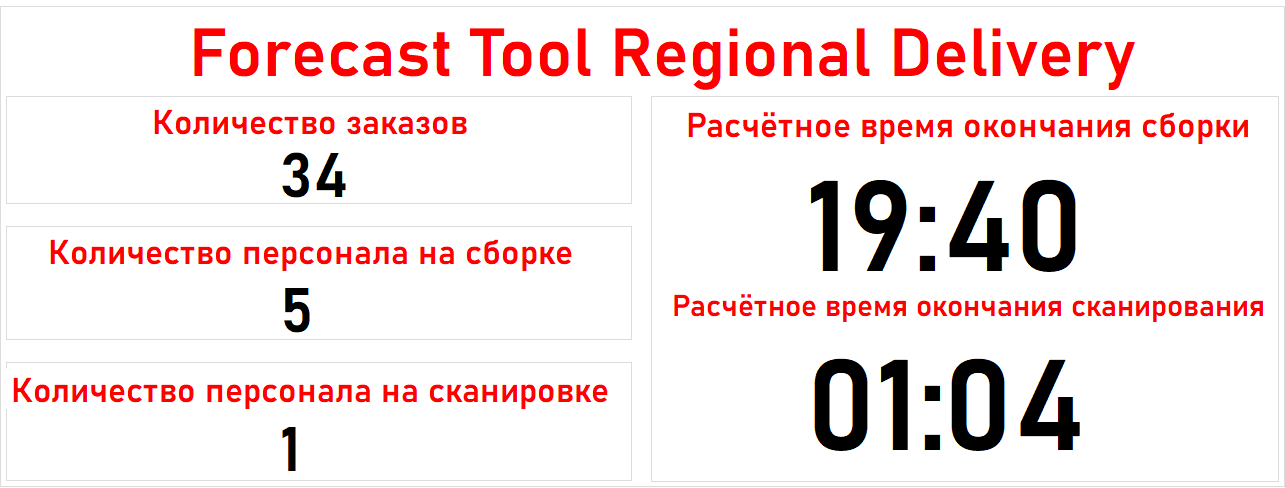 Forecast Tool Regional Delivery
Количество заказов
34
Количество персонала на сборке
5
Количество персонала на сканировке
1
Расчётное время окончания сборки
19:40
Расчётное время окончания сканирования
01:04